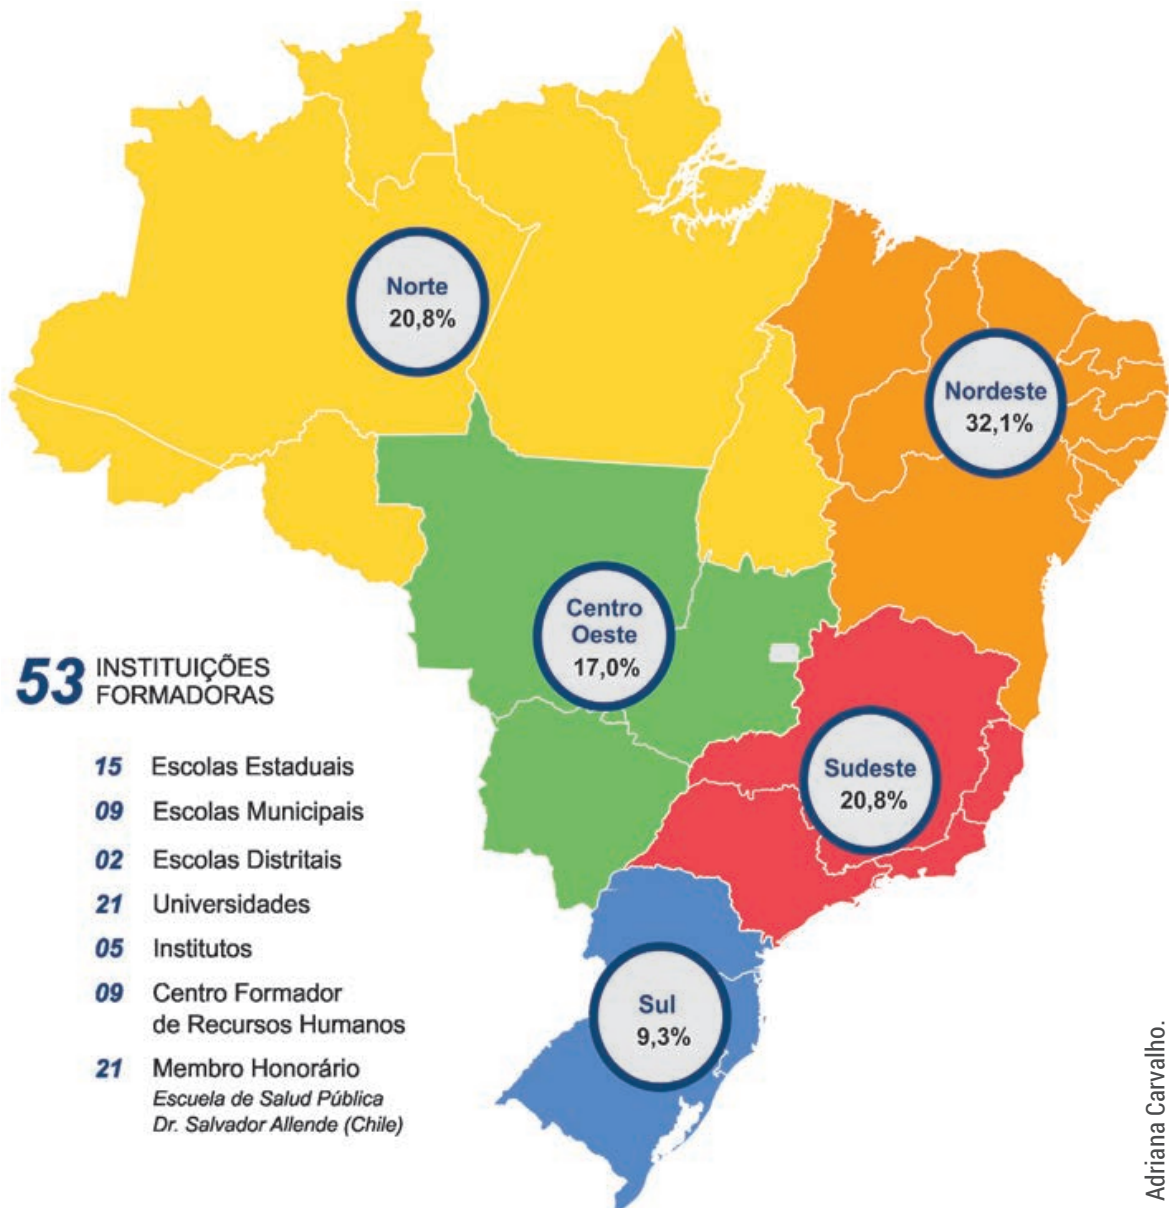 Norte
20,8%
Nordeste
32,1%
Centro
Oeste
17,0%
53 INSTITUIÇÕES
FORMADORAS
Sudeste
20,8%
15 Escolas Estaduais
09 Escolas Municipais
02 Escolas Distritais
21 Universidades
05 Institutos
09 Centro Formador
de Recursos Humanos
21 Membro Honorário
Escuela de Salud Pública
Dr. Salvador Allende (Chile)
Sul
9,3%
Adriana Carvalho.